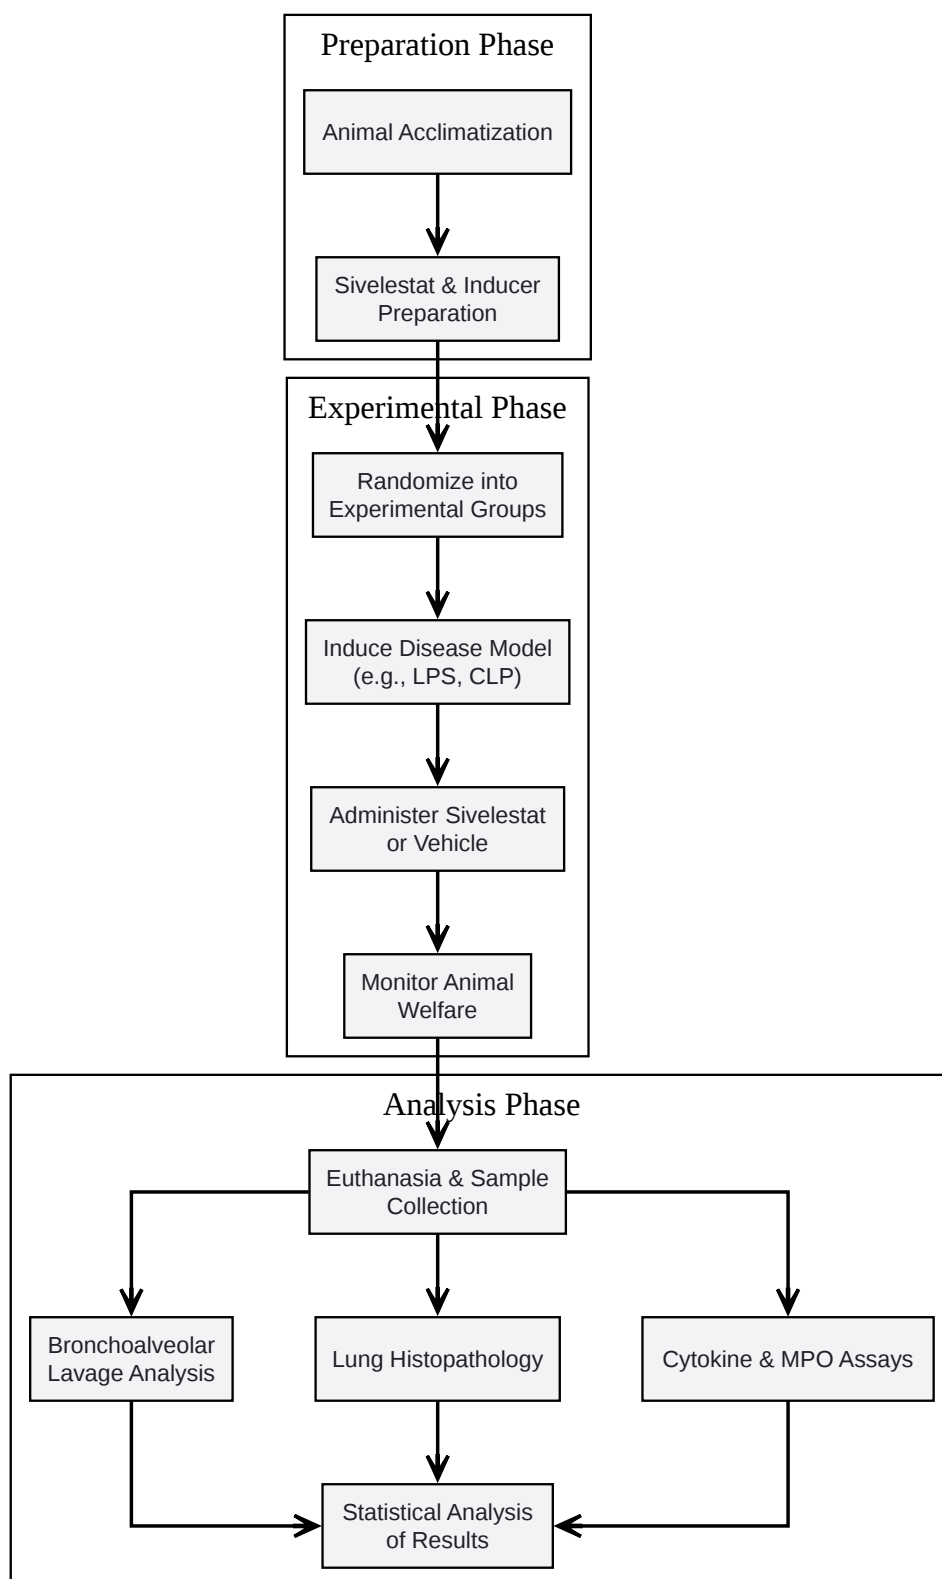 Preparation Phase
Animal Acclimatization
Sivelestat & Inducer
Preparation
Experimental Phase
Randomize into
Experimental Groups
Induce Disease Model
(e.g., LPS, CLP)
Administer Sivelestat
or Vehicle
Monitor Animal
Welfare
Analysis Phase
Euthanasia & Sample
Collection
Bronchoalveolar
Lavage Analysis
Lung Histopathology
Cytokine & MPO Assays
Statistical Analysis
of Results